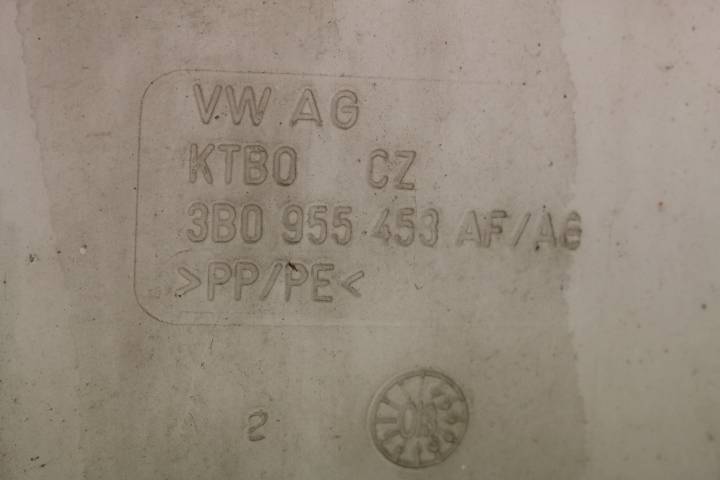 VW AG
KTBO CZ
3B0 955 453 AF/AG
>PP/PE<
2